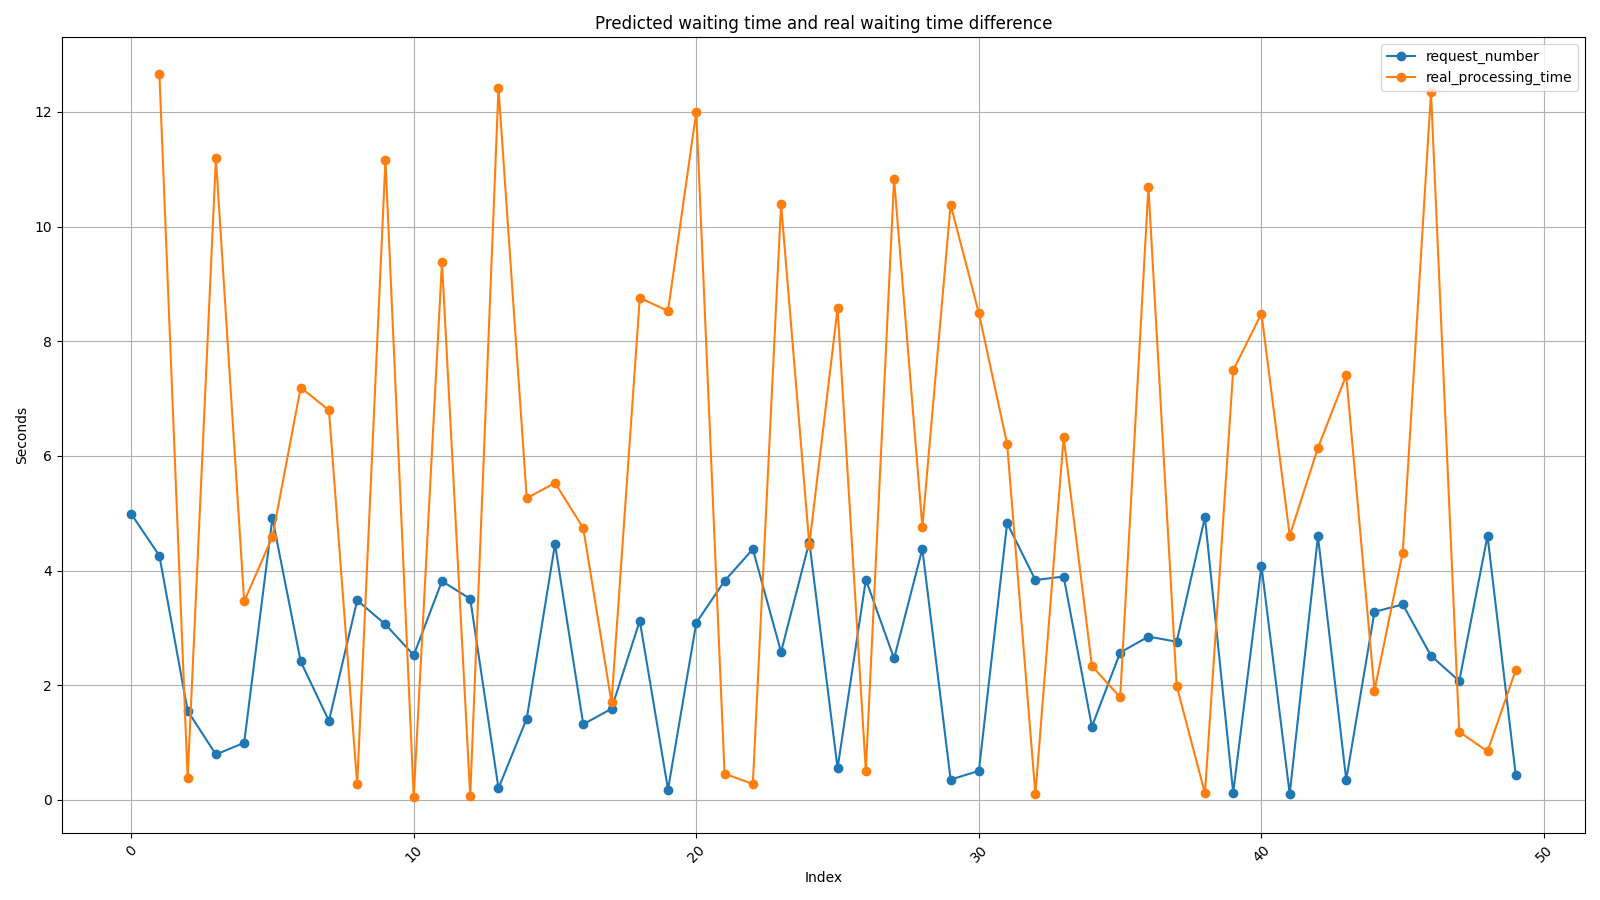 Predicted waiting time and real waiting time difference
request_number
real_processing_time
12
10
8
6
4
2
0
Seconds
0
10
20
30
40
50
Index